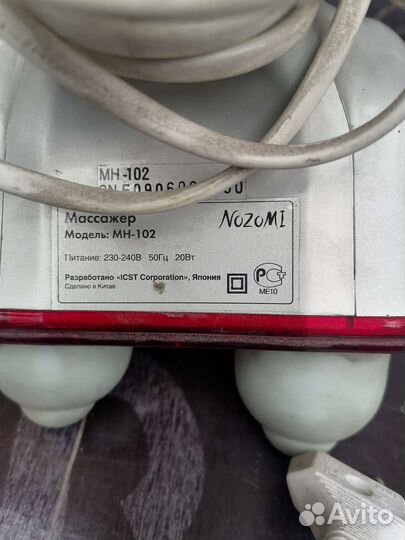 MH-102
Массажер
NOZOMI
Модель: MH-102
Питание: 230-240В 50Гц 20Вт
Разработано «ICST Corporation», Япония
Сделано в Китае
МЕ10
Avito